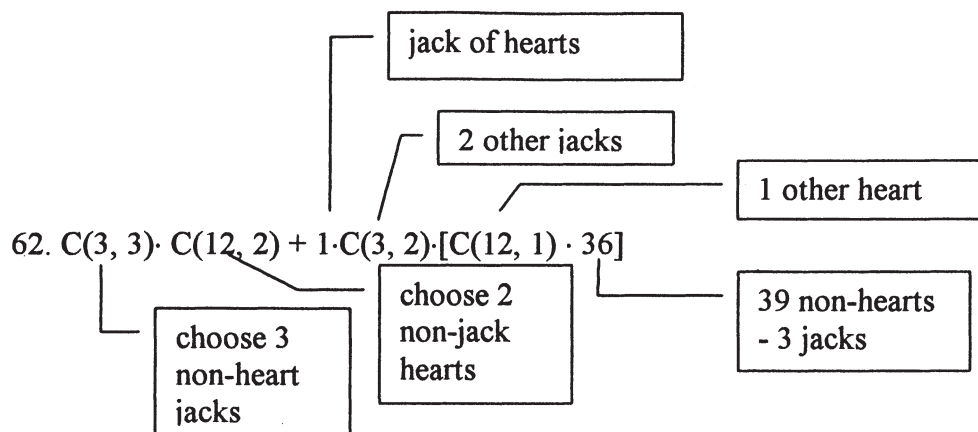 jack of hearts
2 other jacks
1 other heart
62. C(3, 3)· C(12, 2) + 1·C(3, 2)·[C(12, 1) · 36]
choose 3
non-heart
jacks
choose 2
non-jack
hearts
39 non-hearts
- 3 jacks